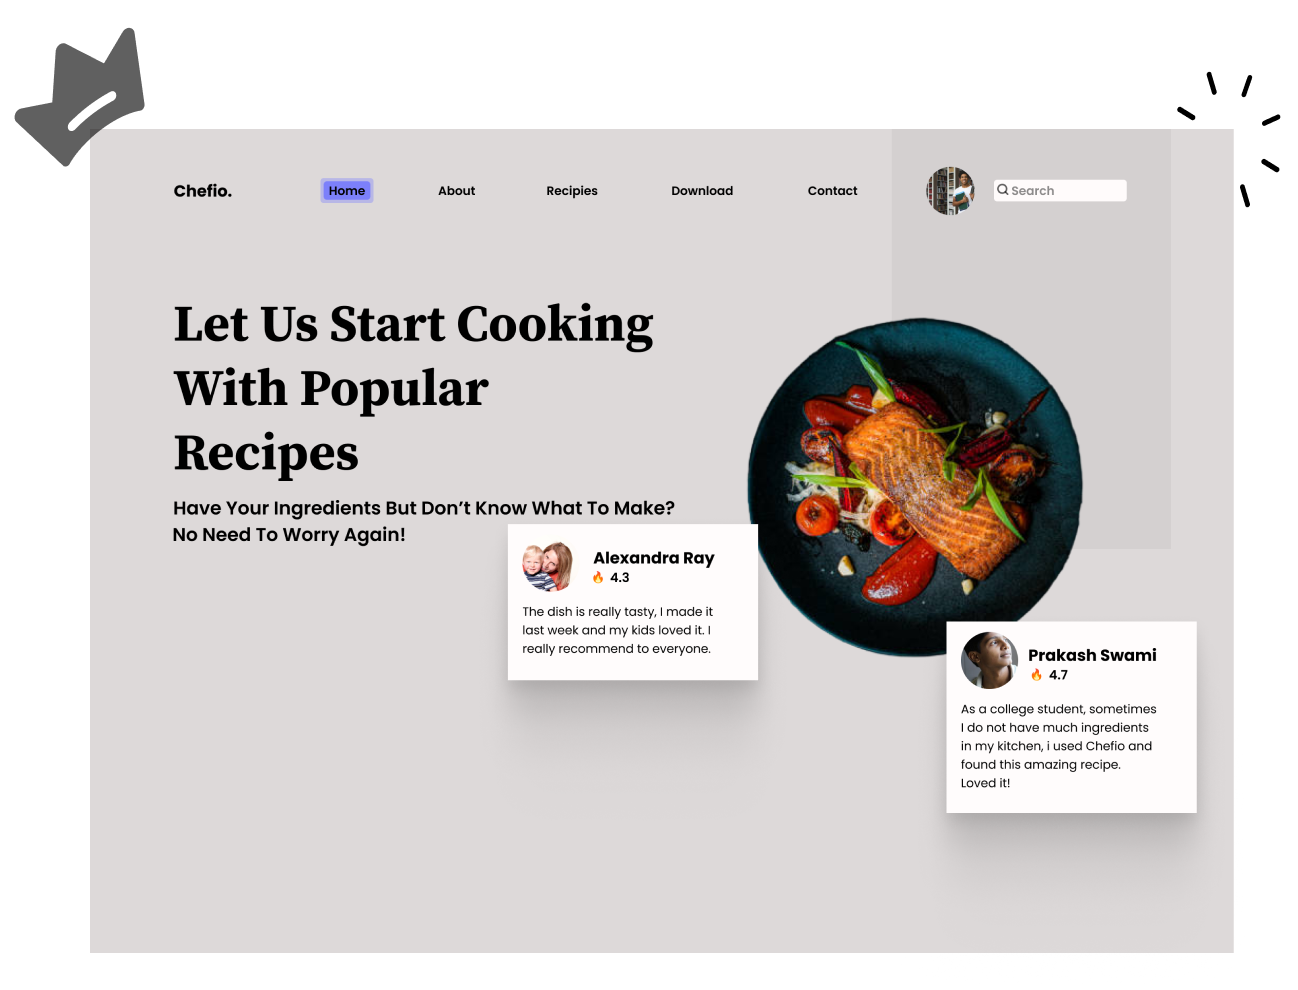 Chefio.
Home
About
Recipies
Download
Contact
Search
Let Us Start Cooking
With Popular
Recipes
Have Your Ingredients But Don’t Know What To Make?
No Need To Worry Again!
Alexandra Ray
🔥 4.3
The dish is really tasty, I made it
last week and my kids loved it. I
really recommend to everyone.
Prakash Swami
🔥 4.7
As a college student, sometimes
I do not have much ingredients
in my kitchen, i used Chefio and
found this amazing recipe.
Loved it!